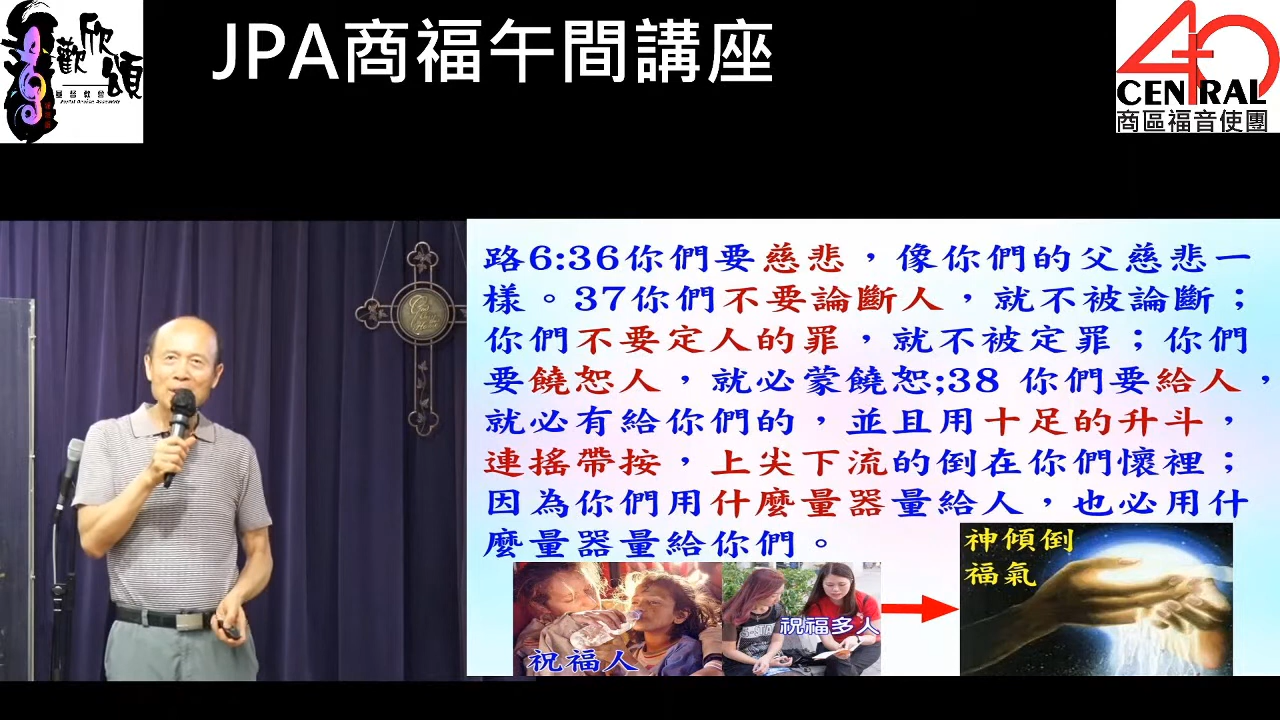 歡欣頌
基督教會
JPA商福午間講座
40
CENTRAL
商區福音使團
路6:36你們要慈悲，像你們的父慈悲一
樣。37你們不要論斷人，就不被論斷；
你們不要定人的罪，就不被定罪；你們
要饒恕人，就必蒙饒恕;38 你們要給人，
就必有給你們的，並且用十足的升斗，
連搖帶按，上尖下流的倒在你們懷裡；
因為你們用什麼量器量給人，也必用什
麼量器量給你們。
祝福人
祝福多人
神傾倒
福氣